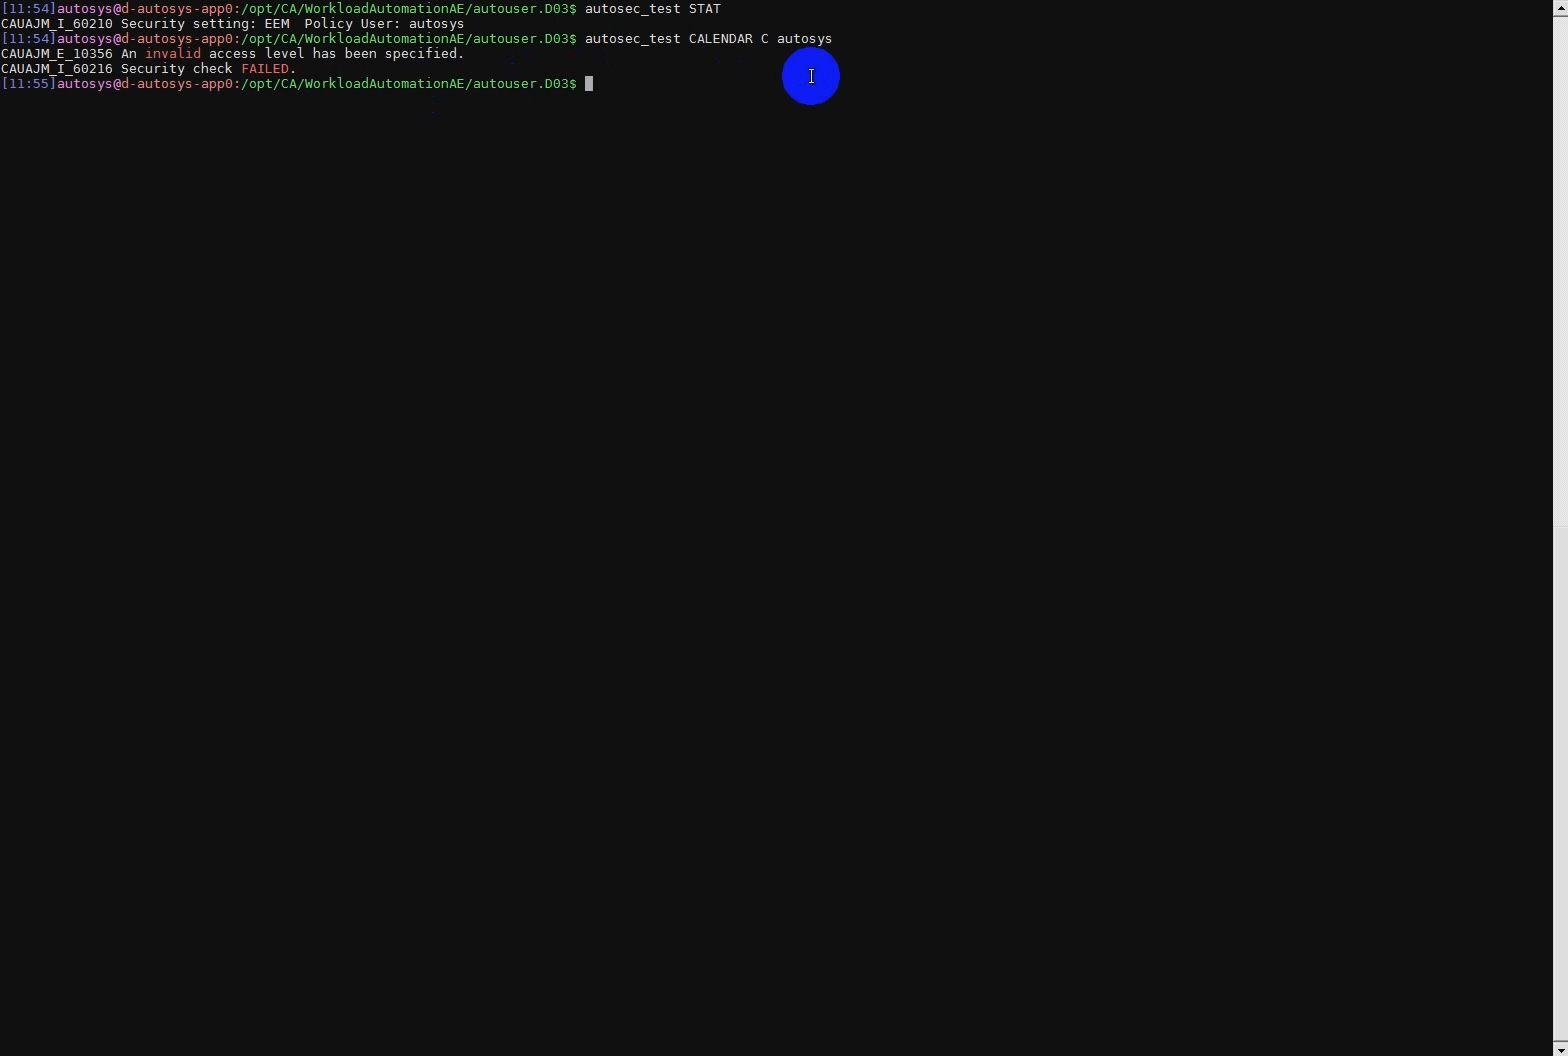 [11:54]autosys@d-autosys-app0:/opt/CA/WorkloadAutomationAE/autouser.D03$ autosec_test STAT
CAUAJM_I_60210 Security setting: EEM  Policy User: autosys
[11:54]autosys@d-autosys-app0:/opt/CA/WorkloadAutomationAE/autouser.D03$ autosec_test CALENDAR C autosys
CAUAJM_E_10356 An invalid access level has been specified.
CAUAJM_I_60216 Security check FAILED.
[11:55]autosys@d-autosys-app0:/opt/CA/WorkloadAutomationAE/autouser.D03$